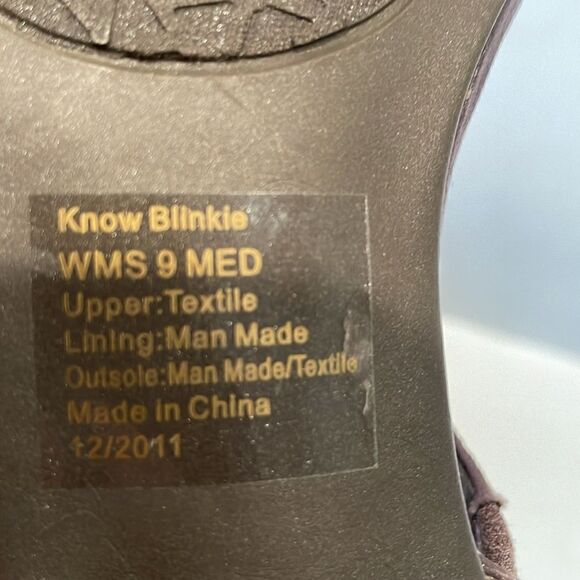 Know Blinkie
WMS 9 MED
Upper:Textile
Lining:Man Made
Outsole:Man Made/Textile
Made in China
12/2011